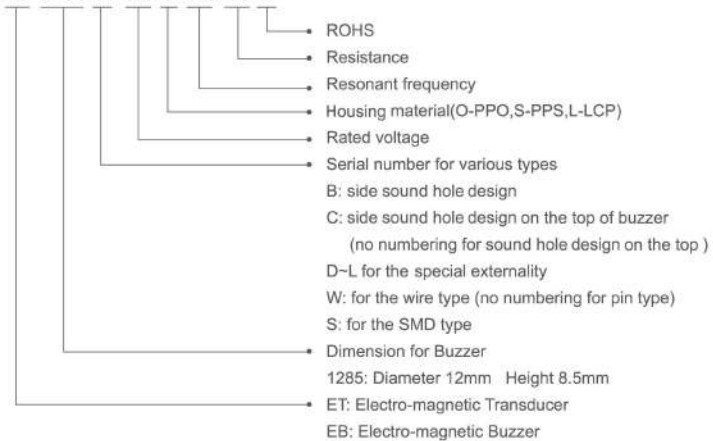 ROHS
Resistance
Resonant frequency
Housing material(O-PPO,S-PPS,L-LCP)
Rated voltage
Serial number for various types
B: side sound hole design
C: side sound hole design on the top of buzzer
(no numbering for sound hole design on the top )
D~L for the special externality
W: for the wire type (no numbering for pin type)
S: for the SMD type
Dimension for Buzzer
1285: Diameter 12mm Height 8.5mm
ET: Electro-magnetic Transducer
EB: Electro-magnetic Buzzer